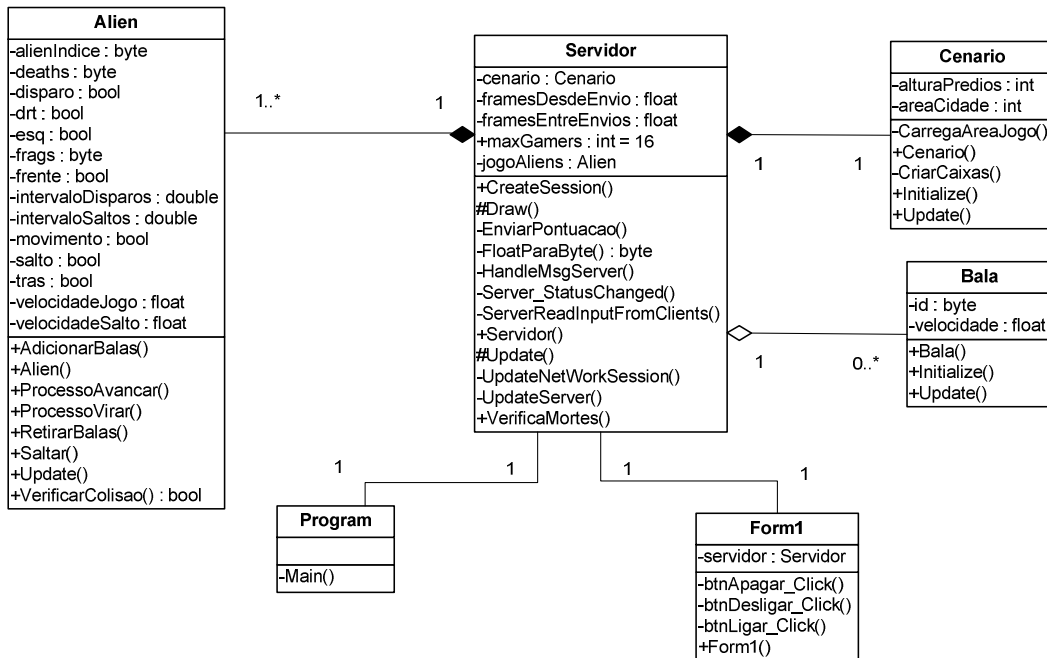 Alien
-alienIndice : byte
-deaths : byte
-disparo : bool
-drt : bool
-esq : bool
-frags : byte
-frente : bool
-intervaloDisparos : double
-intervaloSaltos : double
-movimento : bool
-salto : bool
-tras : bool
-velocidadeJogo : float
-velocidadeSalto : float
+AdicionarBalas()
+Alien()
+ProcessoAvancar()
+ProcessoVirar()
+RetirarBalas()
+Saltar()
+Update()
+VerificarColisao() : bool
1..*
1
Servidor
-cenario : Cenario
-framesDesdeEnvio : float
-framesEntreEnvios : float
+maxGamers : int = 16
-jogoAliens : Alien
+CreateSession()
#Draw()
-EnviarPontuacao()
-FloatParaByte() : byte
-HandleMsgServer()
-Server_StatusChanged()
-ServerReadInputFromClients()
+Servidor()
#Update()
-UpdateNetWorkSession()
-UpdateServer()
+VerificaMortes()
1
1
Cenario
-alturaPredios : int
-areaCidade : int
-CarregaAreaJogo()
+Cenario()
-CriarCaixas()
+Initialize()
+Update()
1
0..*
Bala
-id : byte
-velocidade : float
+Bala()
+Initialize()
+Update()
1
1
1
1
Program
-Main()
Form1
-servidor : Servidor
-btnApagar_Click()
-btnDesligar_Click()
-btnLigar_Click()
+Form1()